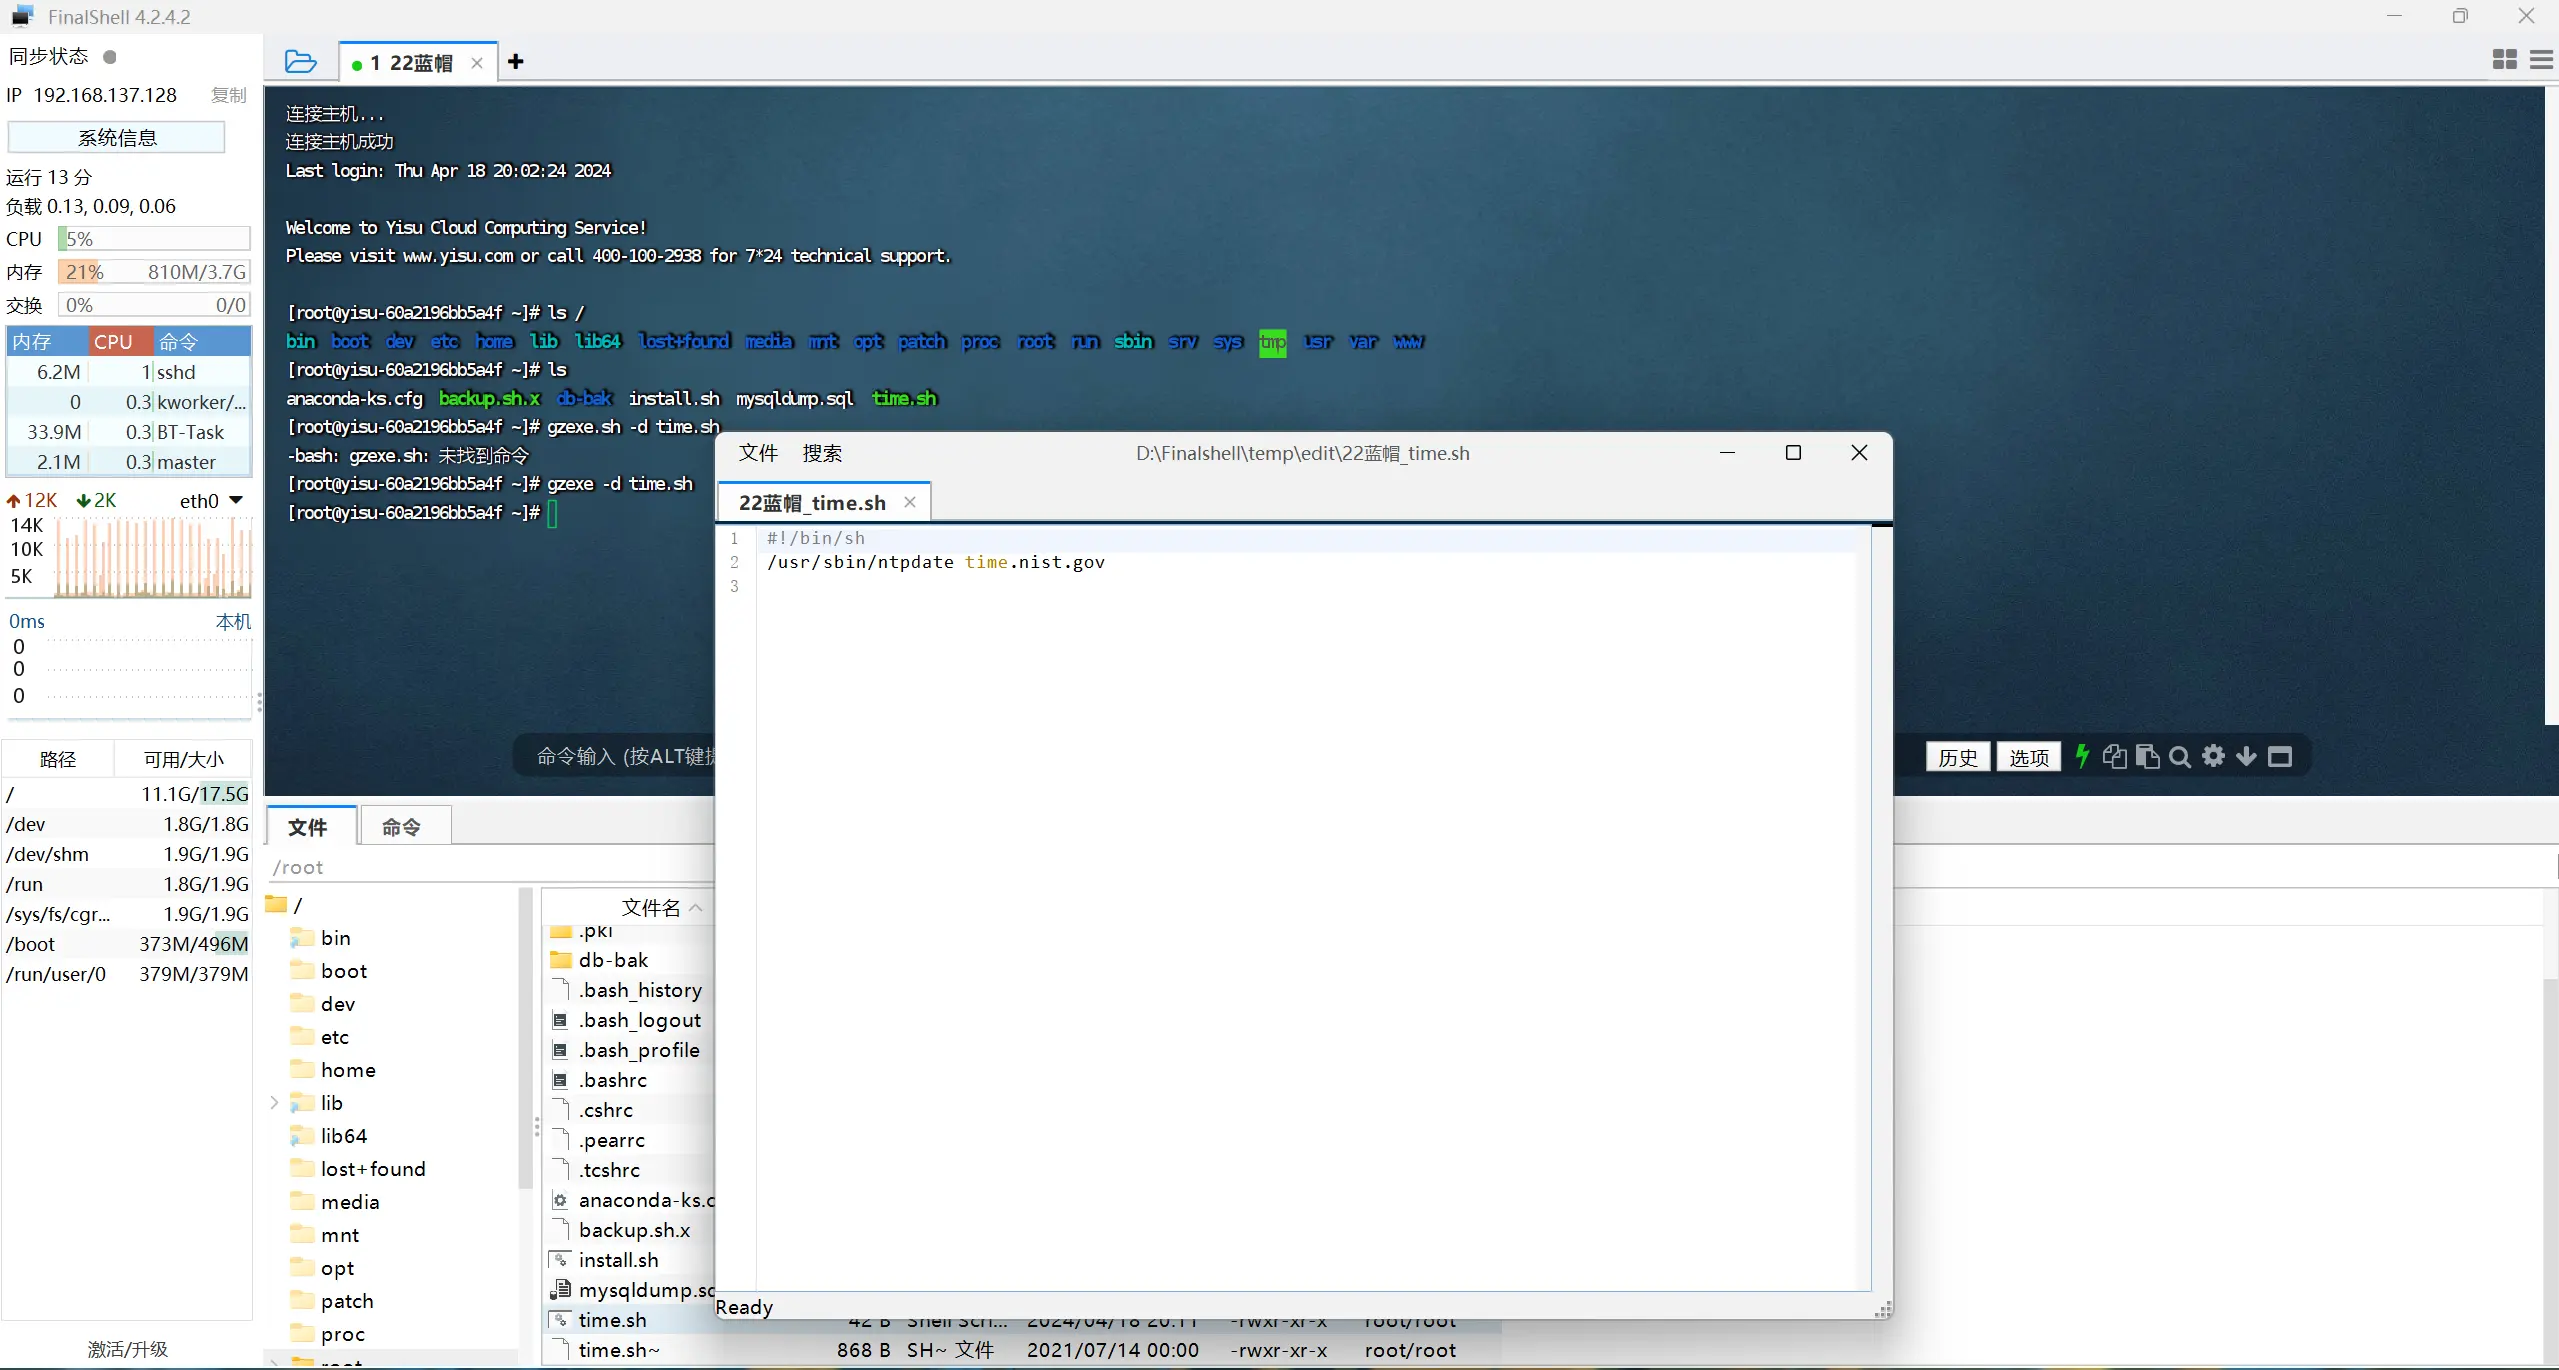 FinalShell 4.2.4.2
同步状态
IP 192.168.137.128 复制
系统信息
运行 13 分
负载 0.13, 0.09, 0.06
CPU 5%
内存 21% 810M/3.7G
交换 0% 0/0
内存 CPU 命令
6.2M 1 sshd
0 0.3 kworker/...
33.9M 0.3 BT-Task
2.1M 0.3 master
12K 2K eth0
14K
10K
5K
0ms 本机
0
0
0
路径 可用/大小
/ 11.1G/17.5G
/dev 1.8G/1.8G
/dev/shm 1.9G/1.9G
/run 1.8G/1.9G
/sys/fs/cgr... 1.9G/1.9G
/boot 373M/496M
/run/user/0 379M/379M
激活/升级
1 22蓝帽
连接主机...
连接主机成功
Last login: Thu Apr 18 20:02:24 2024
Welcome to Yisu Cloud Computing Service!
Please visit www.yisu.com or call 400-100-2938 for 7*24 technical support.
[root@yisu-60a2196bb5a4f ~]# ls /
bin boot dev etc home lib lib64 lost+found media mnt opt patch proc root run sbin srv sys tmp usr var www
[root@yisu-60a2196bb5a4f ~]# ls
anaconda-ks.cfg backup.sh.x db-bak install.sh mysqldump.sql time.sh
[root@yisu-60a2196bb5a4f ~]# gzexe.sh -d time.sh
-bash: gzexe.sh: 未找到命令
[root@yisu-60a2196bb5a4f ~]# gzexe -d time.sh
[root@yisu-60a2196bb5a4f ~]#
命令输入 (按ALT键
历史 选项
文件 搜索 D:\Finalshell\temp\edit\22蓝帽_time.sh
22蓝帽_time.sh
1 #!/bin/sh
2 /usr/sbin/ntpdate time.nist.gov
3
Ready
文件 命令
/root
/
bin
boot
dev
etc
home
lib
lib64
lost+found
media
mnt
opt
patch
proc
root
文件名
.pki
db-bak
.bash_history
.bash_logout
.bash_profile
.bashrc
.cshrc
.pearrc
.tcshrc
anaconda-ks.c
backup.sh.x
install.sh
mysqldump.sq
time.sh 42 B Shell Scri... 2024/04/18 20:11 -rwxr-xr-x root/root
time.sh~ 868 B SH~ 文件 2021/07/14 00:00 -rwxr-xr-x root/root